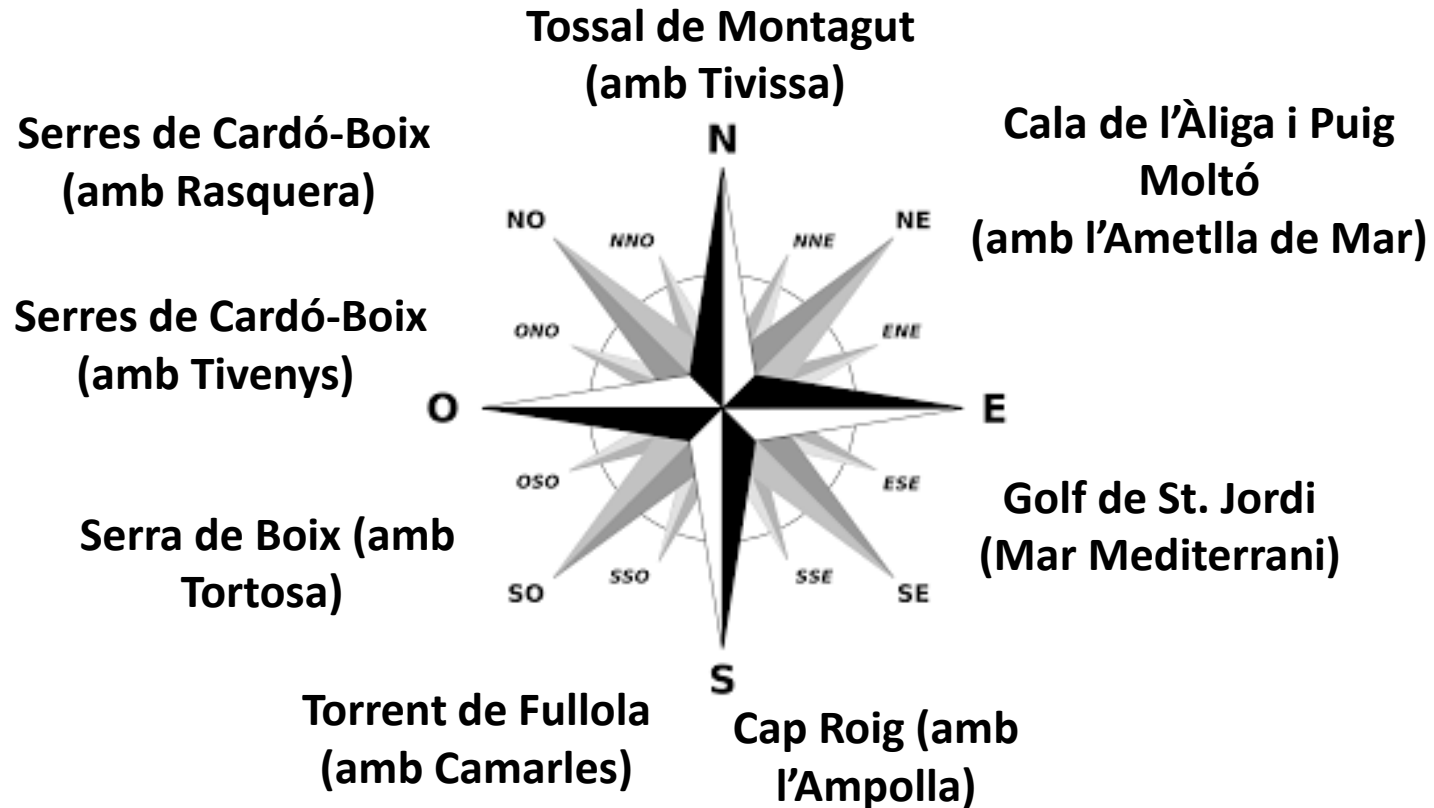 Tossal de Montagut
(amb Tivissa)
Serres de Cardó-Boix
(amb Rasquera)
Cala de l’Àliga i Puig
Moltó
(amb l’Ametlla de Mar)
N
NO
NNO
NNE
NE
Serres de Cardó-Boix
(amb Tivenys)
ONO
ENE
O
E
OSO
ESE
Golf de St. Jordi
(Mar Mediterrani)
Serra de Boix (amb
Tortosa)
SO
SSO
SSE
SE
S
Torrent de Fullola
(amb Camarles)
Cap Roig (amb
l’Ampolla)